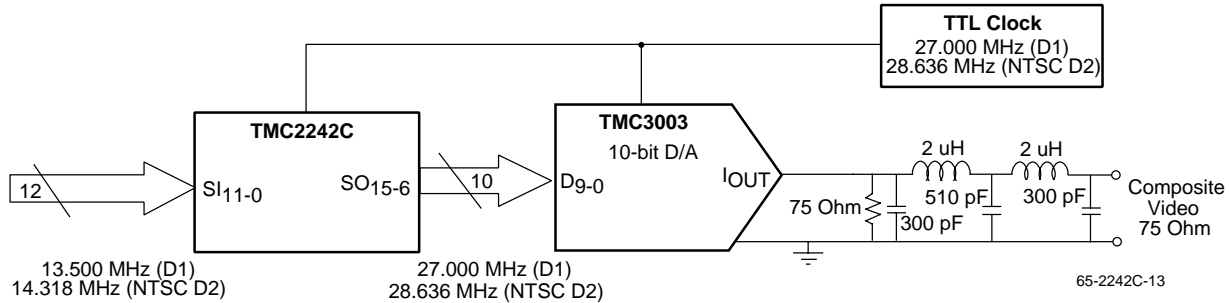 TTL Clock
27.000 MHz (D1)
28.636 MHz (NTSC D2)
TMC2242C
TMC3003
10-bit D/A
12
SI11-0
SO15-6
10
D9-0
IOUT
2 uH
2 uH
75 Ohm
300 pF
510 pF
300 pF
Composite
Video
75 Ohm
13.500 MHz (D1)
14.318 MHz (NTSC D2)
27.000 MHz (D1)
28.636 MHz (NTSC D2)
65-2242C-13